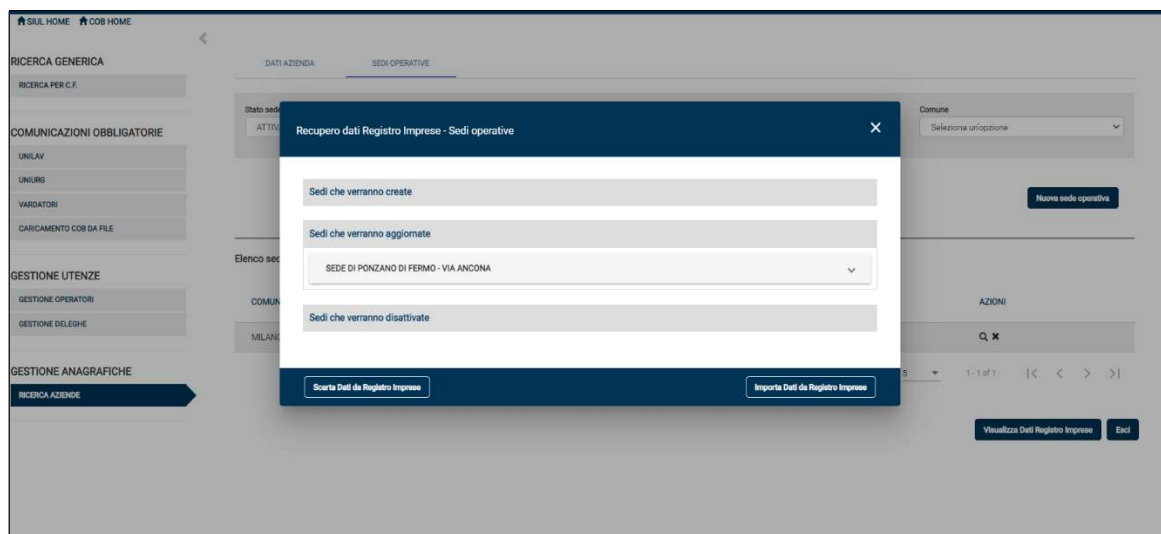 SIUL HOME COB HOME
RICERCA GENERICA
RICERCA PER C.F.
COMUNICAZIONI OBBLIGATORIE
UNILAV
UNIURG
VARDATORI
CARICAMENTO COB DA FILE
GESTIONE UTENZE
GESTIONE OPERATORI
GESTIONE DELEGHE
GESTIONE ANAGRAFICHE
RICERCA AZIENDE
DATI AZIENDA SEDI OPERATIVE
Stato sede
ATTIV
Comune
Seleziona un'opzione
Recupero dati Registro Imprese - Sedi operative
Sedi che verranno create
Sedi che verranno aggiornate
SEDE DI PONZANO DI FERMO - VIA ANCONA
Sedi che verranno disattivate
Scarta Dati da Registro Imprese
Importa Dati da Registro Imprese
Nuova sede operativa
Elenco sed
COMUN
AZIONI
MILANO
5
1 - 1 of 1
Visualizza Dati Registro Imprese
Esci